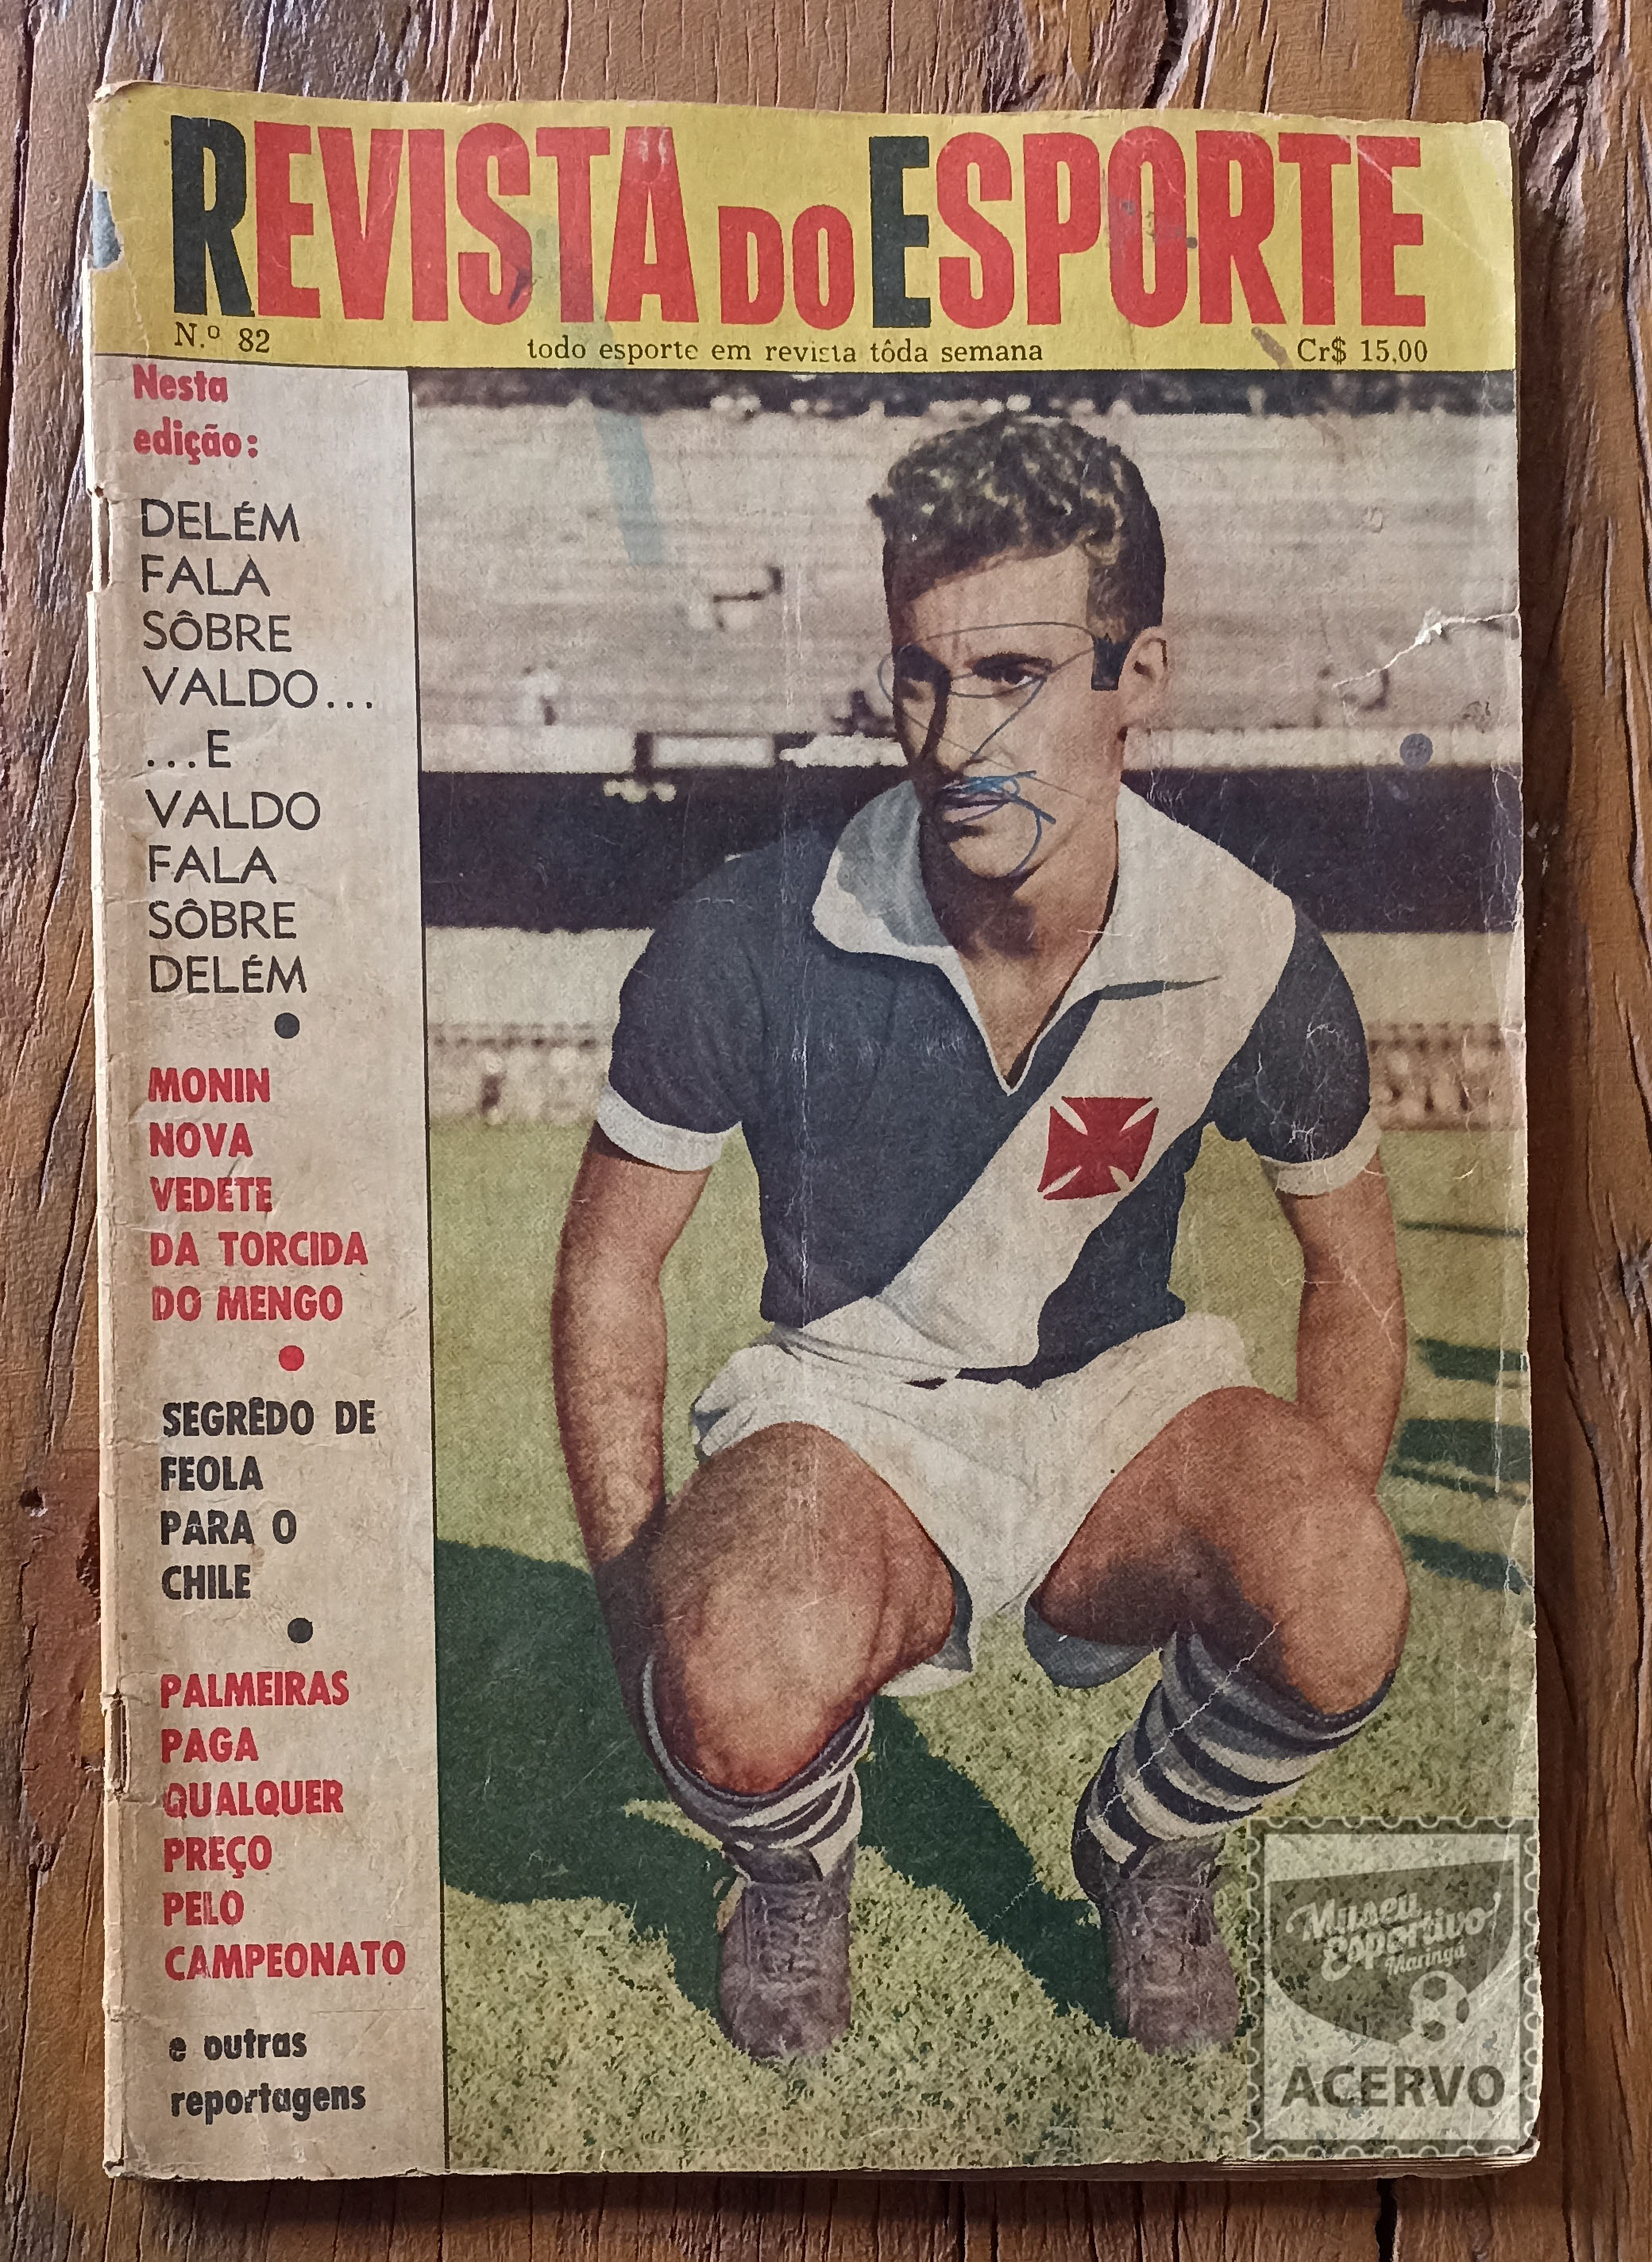 REVISTA DO ESPORTE
N.º 82
todo esporte em revista tôda semana
Cr$ 15,00
Nesta
edição:
DELÉM
FALA
SÔBRE
VALDO...
...E
VALDO
FALA
SÔBRE
DELÉM
MONIN
NOVA
VEDETE
DA TORCIDA
DO MENGO
SEGRÊDO DE
FEOLA
PARA O
CHILE
PALMEIRAS
PAGA
QUALQUER
PREÇO
PELO
CAMPEONATO
e outras
reportagens
Museu
Esportivo
Maringá
ACERVO